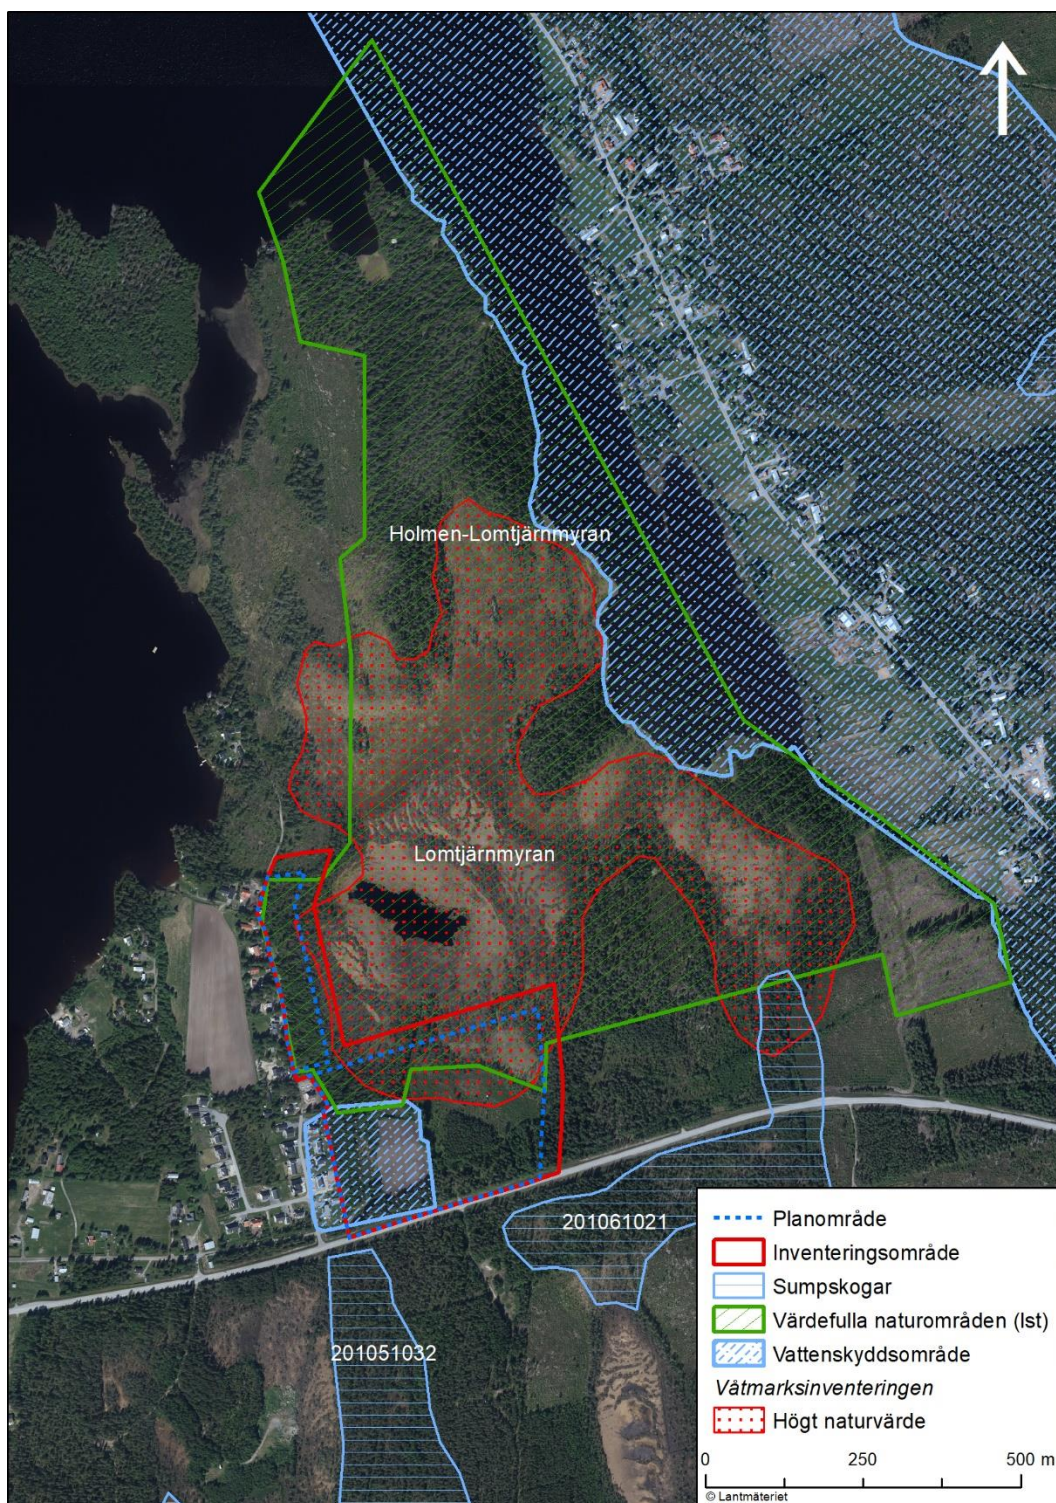 Holmen-Lomtjärnmyran
Lomtjärnmyran
201061021
201051032
Planområde
Inventeringsområde
Sumpskogar
Värdefulla naturområden (lst)
Vattenskyddsområde
Våtmarksinventeringen
Högt naturvärde
0 250 500 m
© Lantmäteriet